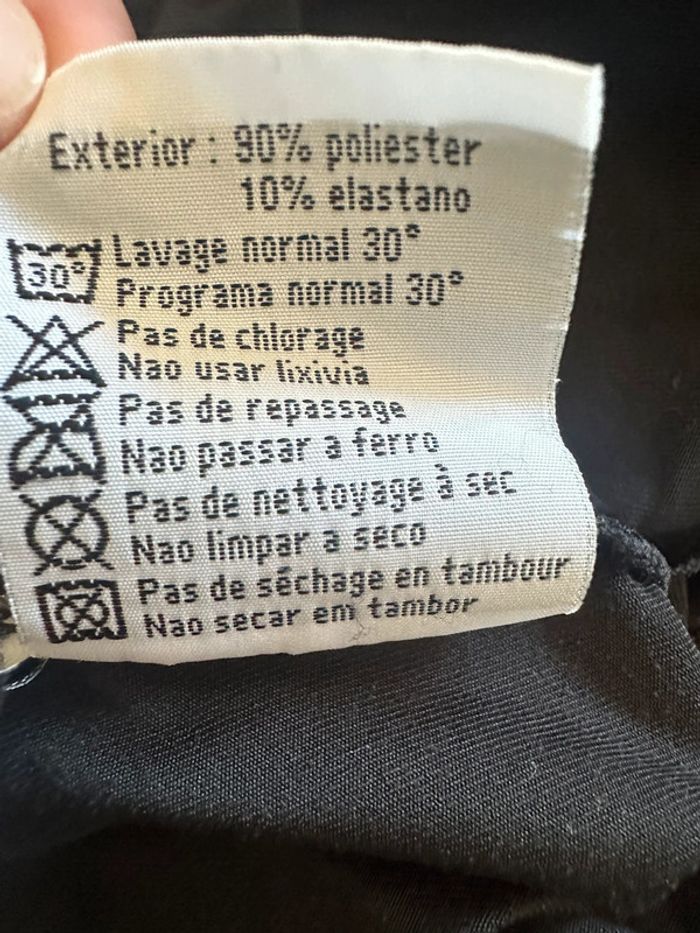 Exterior : 90% poliester
10% elastano
30° Lavage normal 30°
Programa normal 30°
Pas de chlorage
Nao usar lixivia
Pas de repassage
Nao passar a ferro
Pas de nettoyage à sec
Nao limpar a seco
Pas de séchage en tambour
Nao secar em tambor